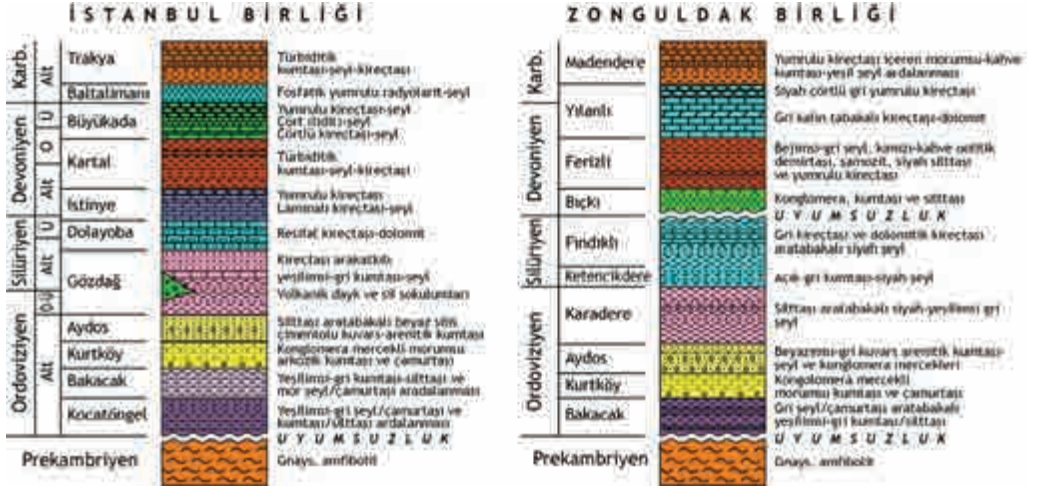 İSTANBUL BİRLİĞİ
Karb.
Alt
Trakya
Türbiditik
kumtaşı-şeyl-kireçtaşı
Baltalimanı
Fosfatik yumrulu radyolarit-şeyl
Devoniyen
Ü
Büyükada
Yumrulu kireçtaşı-şeyl
Çört (lidit)-şeyl
Çörtlü kireçtaşı-şeyl
O
Kartal
Türbiditik
kumtaşı-şeyl-kireçtaşı
Alt
İstinye
Yumrulu kireçtaşı
Laminalı kireçtaşı-şeyl
Silüriyen
Ü
Dolayoba
Resifal kireçtaşı-dolomit
Alt
Gözdağ
Kireçtaşı arakatkılı
yeşilimsi-gri kumtaşı-şeyl
Volkanik dayk ve sil sokulumları
Ordoviziyen
O-Ü
Alt
Aydos
Silttaşı aratabakalı beyaz silis
çimentolu kuvars-arenitik kumtaşı
Kurtköy
Konglomera mercekli morumsu
arkozik kumtaşı ve çamurtaşı
Bakacak
Yeşilimsi-gri kumtaşı-silttaşı ve
mor şeyl/çamurtaşı aradalanması
Kocatöngel
Yeşilimsi-gri şeyl/çamurtaşı ve
kumtaşı/silttaşı ardalanması
UYUMSUZLUK
Prekambriyen
Gnays, amfibolit
ZONGULDAK BİRLİĞİ
Karb.
Madendere
Yumrulu kireçtaşı içeren morumsu-kahve
kumtaşı-yeşil şeyl ardalanması
Yılanlı
Siyah çörtlü gri yumrulu kireçtaşı
Gri kalın tabakalı kireçtaşı-dolomit
Devoniyen
Ferizli
Bejimsi-gri şeyl, kırmızı-kahve oolitik
demirtaşı, şamozit, siyah silttaşı
ve yumrulu kireçtaşı
Bıçkı
Konglomera, kumtaşı ve silttaşı
UYUMSUZLUK
Silüriyen
Fındıklı
Gri kireçtaşı ve dolomitik kireçtaşı
aratabakalı siyah şeyl
Ketencikdere
Açık gri kumtaşı-siyah şeyl
Ordoviziyen
Karadere
Silttaşı aratabakalı siyah-yeşilimsi gri
şeyl
Aydos
Beyazımsı-gri kuvars arenitik kumtaşı-
şeyl ve konglomera mercekleri
Kurtköy
Kongolomera mercekli
morumsu kumtaşı ve çamurtaşı
Bakacak
Gri şeyl/çamurtaşı aratabakalı
yeşilimsi-gri kumtaşı/silttaşı
UYUMSUZLUK
Prekambriyen
Gnays, amfibolit